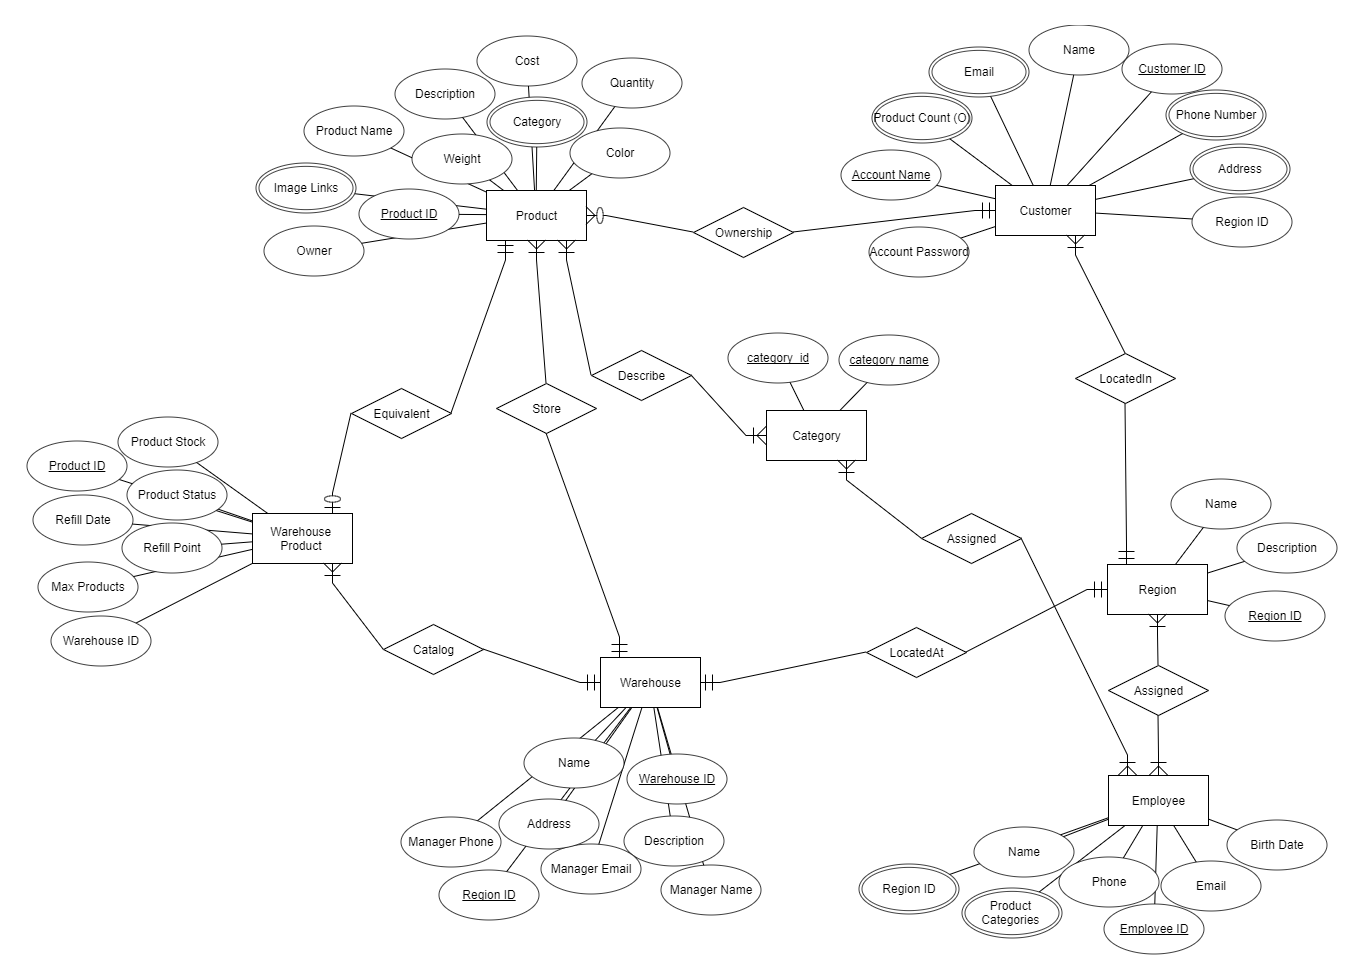 Cost
Description
Quantity
Category
Product Name
Weight
Color
Image Links
Product ID
Owner
Product
Ownership
Name
Email
Customer ID
Product Count (O)
Phone Number
Account Name
Address
Region ID
Account Password
Customer
Equivalent
Store
Describe
category_id
category name
Category
LocatedIn
Product Stock
Product ID
Product Status
Refill Date
Refill Point
Max Products
Warehouse ID
Warehouse
Product
Assigned
Name
Description
Region ID
Region
Catalog
Warehouse
LocatedAt
Assigned
Name
Warehouse ID
Manager Phone
Address
Description
Manager Email
Region ID
Manager Name
Employee
Name
Birth Date
Region ID
Phone
Email
Product
Categories
Employee ID